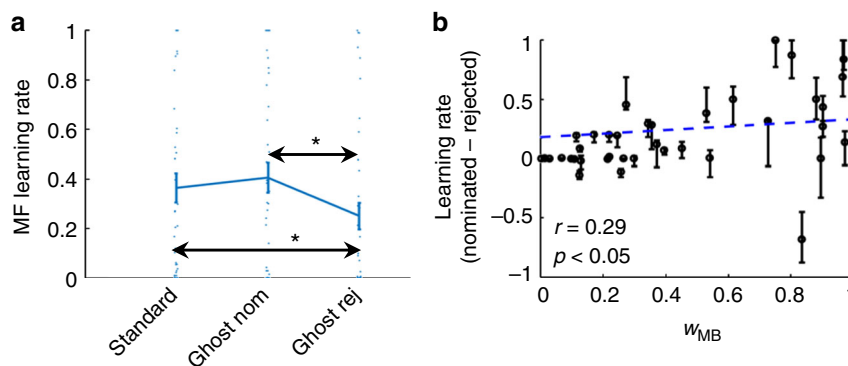 a
MF learning rate
1
0.8
0.6
0.4
0.2
0
*
*
Standard
Ghost nom
Ghost rej
b
Learning rate
(nominated – rejected)
1
0.5
0
−0.5
−1
r = 0.29
p < 0.05
0
0.2
0.4
0.6
0.8
1
wMB